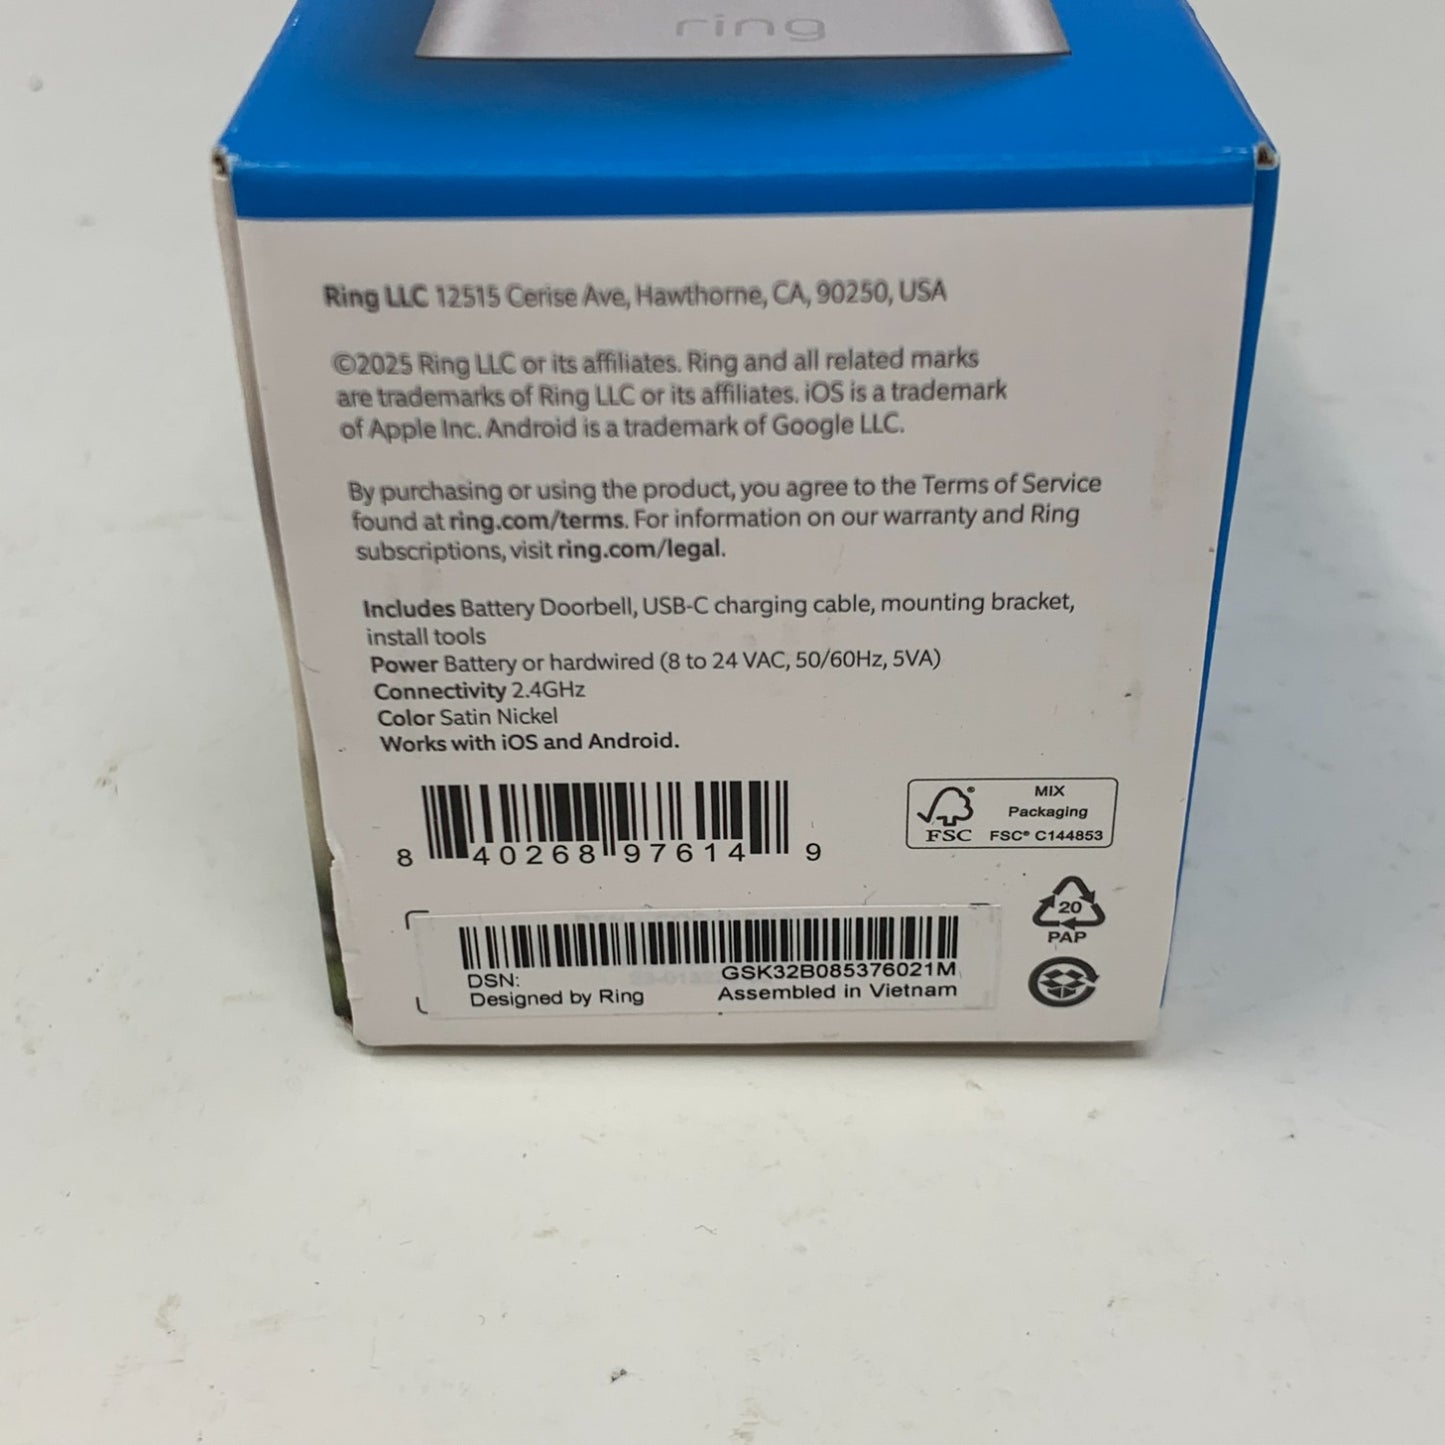 ring
Ring LLC 12515 Cerise Ave, Hawthorne, CA, 90250, USA
©2025 Ring LLC or its affiliates. Ring and all related marks
are trademarks of Ring LLC or its affiliates. iOS is a trademark
of Apple Inc. Android is a trademark of Google LLC.
By purchasing or using the product, you agree to the Terms of Service
found at ring.com/terms. For information on our warranty and Ring
subscriptions, visit ring.com/legal.
Includes Battery Doorbell, USB-C charging cable, mounting bracket,
install tools
Power Battery or hardwired (8 to 24 VAC, 50/60Hz, 5VA)
Connectivity 2.4GHz
Color Satin Nickel
Works with iOS and Android.
8 40268 97614 9
MIX
Packaging
FSC FSC® C144853
20
PAP
DSN: GSK32B085376021M
Designed by Ring Assembled in Vietnam